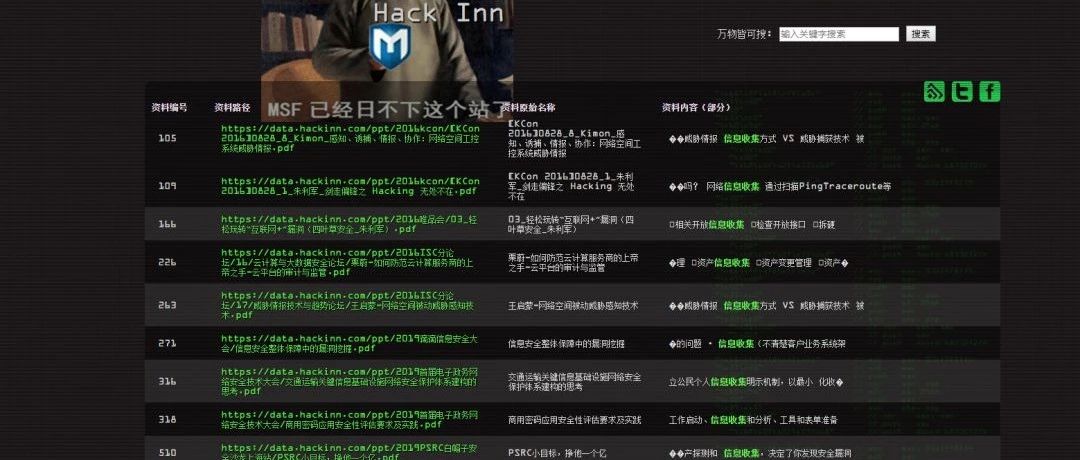 Hack Inn
万物皆可搜: 输入关键字搜索 搜索
MSF 已经日不下这个站了
资料编号 资料路径 资料原始名称 资料内容（部分）
105
https://data.hackinn.com/ppt/2016kcon/【KCon
2016】0828_8_Kimon_感知、诱捕、情报、协作：网络空间工控
系统威胁情报.pdf
【KCon
2016】0828_8_Kimon_感
知、诱捕、情报、协作：网络空间工
控系统威胁情报
��威胁情报 信息收集方式 VS 威胁捕获技术 被
109
https://data.hackinn.com/ppt/2016kcon/【KCon
2016】0828_1_朱利军_剑走偏锋之 Hacking 无处不在.pdf
【KCon 2016】0828_1_朱利
军_剑走偏锋之 Hacking 无处
不在
��吗? 网络信息收集 通过扫描PingTraceroute等
166
https://data.hackinn.com/ppt/2016唯品会/03_轻
松玩转“互联网+”漏洞（四叶草安全_朱利军）.pdf
03_轻松玩转“互联网+”漏洞（四
叶草安全_朱利军）
□相关开放信息收集 □检查开放接口 □拆硬
226
https://data.hackinn.com/ppt/2016ISC分论
坛/16/云计算与大数据安全论坛/栗蔚-如何防范云计算服务商的上
帝之手-云平台的审计与监管.pdf
栗蔚-如何防范云计算服务商的上帝
之手-云平台的审计与监管
�理 □资产信息收集 □资产变更管理 □资产�
263
https://data.hackinn.com/ppt/2016ISC分论
坛/17/威胁情报技术与趋势论坛/王启蒙-网络空间被动威胁感知技
术.pdf
王启蒙-网络空间被动威胁感知技术
��威胁情报 信息收集方式 VS 威胁捕获技术 被
271
https://data.hackinn.com/ppt/2019
会/信息安全整体保障中的漏洞挖掘.pdf
信息安全整体保障中的漏洞挖掘
�的问题 • 信息收集（不清楚客户业务系统架
316
https://data.hackinn.com/ppt/2019首届电子政务网
络安全技术大会/交通运输关键信息基础设施网络安全保护体系建构的
思考.pdf
交通运输关键信息基础设施网络安全
保护体系建构的思考
立公民个人信息收集明示机制，以最小 化收�
318
https://data.hackinn.com/ppt/2019首届电子政务网
络安全技术大会/商用密码应用安全性评估要求及实践.pdf
商用密码应用安全性评估要求及实践
工作启动、信息收集和分析、工具和表单准备
510
https://data.hackinn.com/ppt/2019PSRC白帽子安
全沙龙上海站/PSRC小目标，挣他一个亿.pdf
PSRC小目标，挣他一个亿
��产探测和 信息收集，决定了你发现安全漏洞